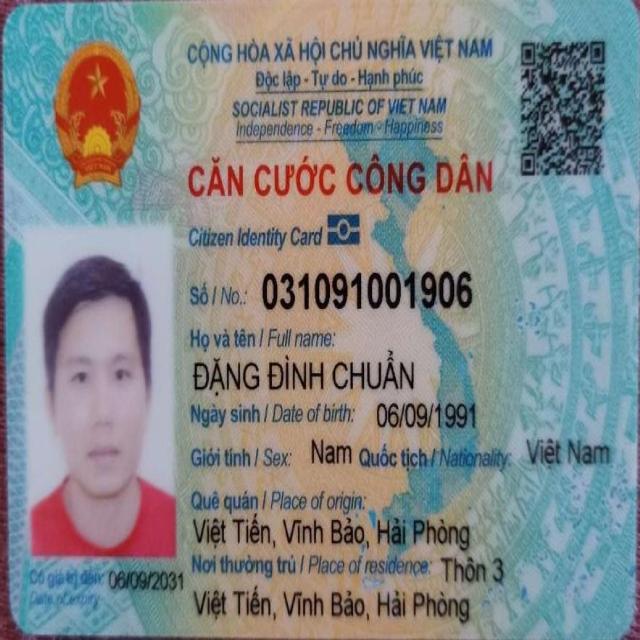 CỘNG HÒA XÃ HỘI CHỦ NGHĨA VIỆT NAM
Độc lập - Tự do - Hạnh phúc
SOCIALIST REPUBLIC OF VIET NAM
Independence - Freedom - Happiness
CĂN CƯỚC CÔNG DÂN
Citizen Identity Card
Số / No.: 031091001906
Họ và tên / Full name:
ĐẶNG ĐÌNH CHUẨN
Ngày sinh / Date of birth: 06/09/1991
Giới tính / Sex: Nam Quốc tịch / Nationality: Việt Nam
Quê quán / Place of origin:
Việt Tiến, Vĩnh Bảo, Hải Phòng
Nơi thường trú / Place of residence: Thôn 3
Việt Tiến, Vĩnh Bảo, Hải Phòng
Có giá trị đến: 06/09/2031
Date of expiry